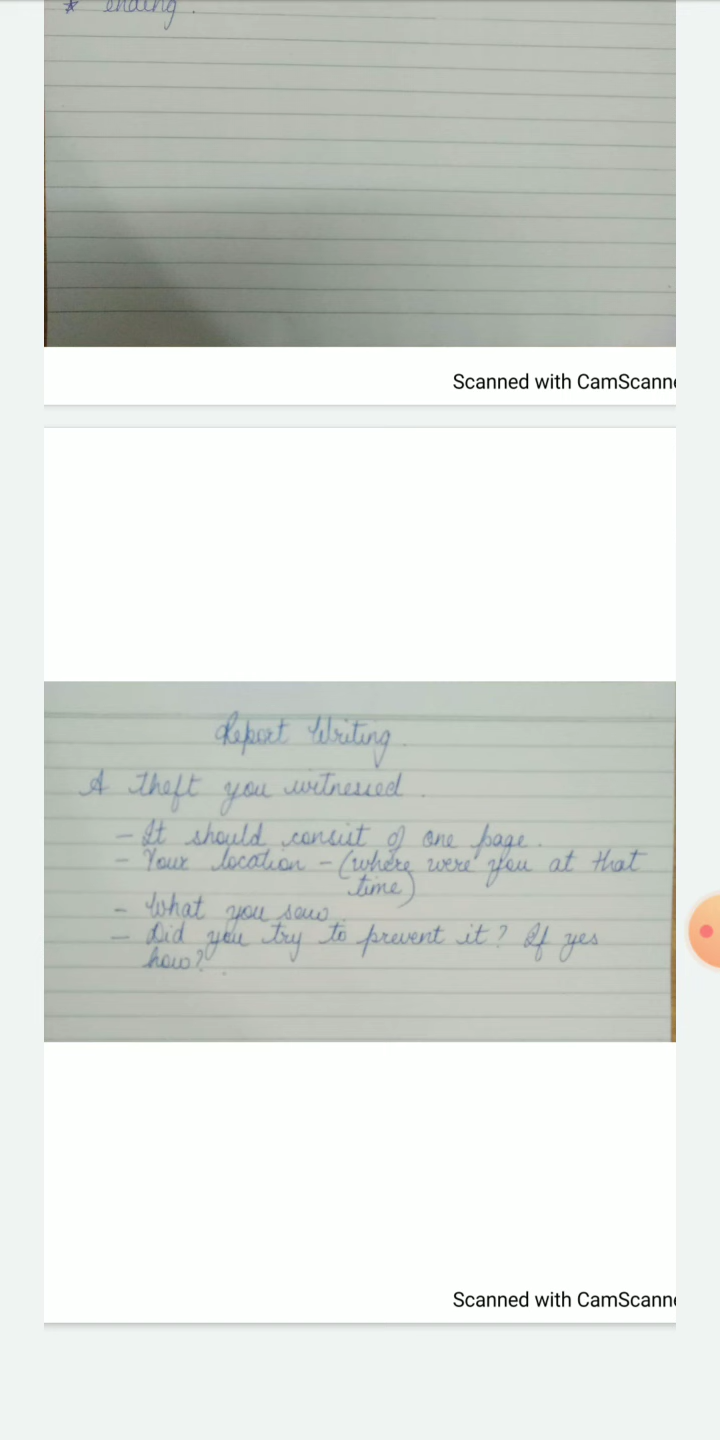 * ending.
Scanned with CamScann
Report Writing
A theft you witnessed.
- It should consist of one page.
- Your location - (where were you at that
time)
- What you saw.
- Did you try to prevent it? If yes
how?
Scanned with CamScann